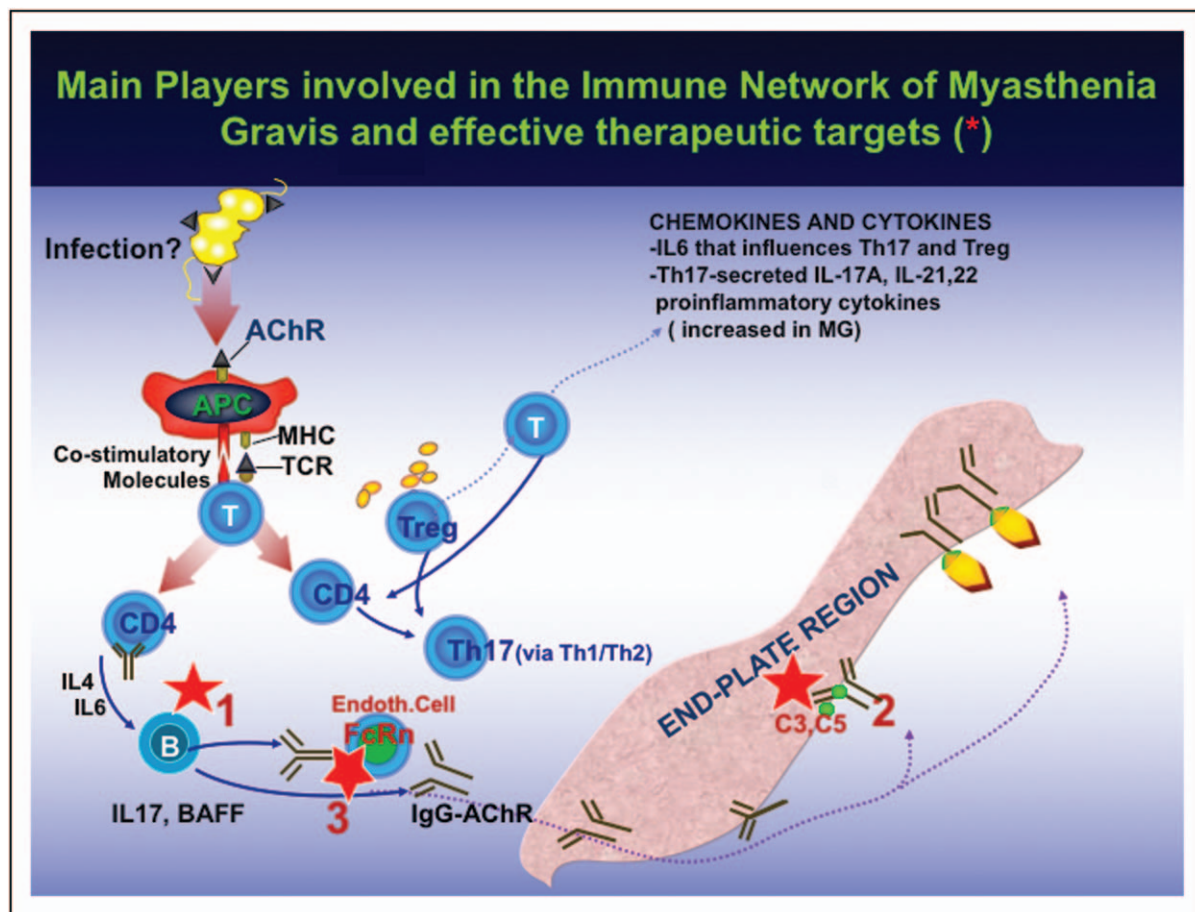 Main Players involved in the Immune Network of Myasthenia
Gravis and effective therapeutic targets (*)
Infection?
AChR
APC
MHC
Co-stimulatory
Molecules
TCR
T
CHEMOKINES AND CYTOKINES
-IL6 that influences Th17 and Treg
-Th17-secreted IL-17A, IL-21,22
proinflammatory cytokines
( increased in MG)
T
Treg
CD4
CD4
Th17(via Th1/Th2)
IL4
IL6
1
B
Endoth.Cell
FcRn
3
IL17, BAFF
IgG-AChR
END-PLATE REGION
C3,C5
2